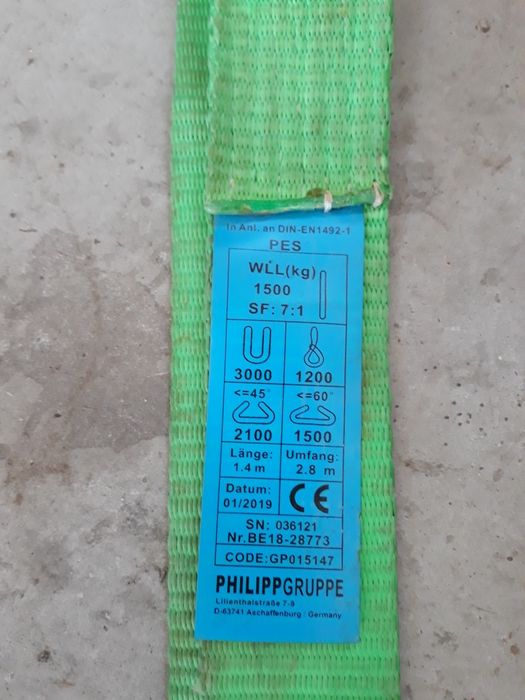 In Anl. an DIN-EN1492-1
PES
WLL(kg)
1500
SF: 7:1
3000 1200
<=45° <=60°
2100 1500
Länge: Umfang:
1.4 m 2.8 m
Datum:
01/2019 CE
SN: 036121
Nr.BE18-28773
CODE:GP015147
PHILIPPGRUPPE
Lilienthalstraße 7-9
D-63741 Aschaffenburg / Germany